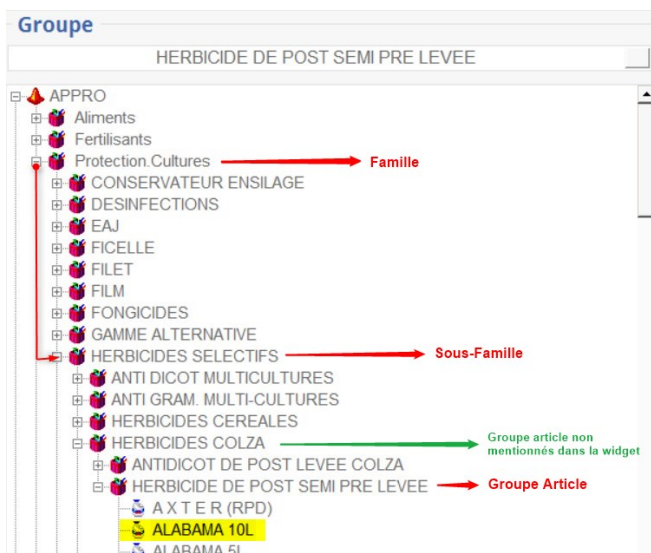 Groupe
HERBICIDE DE POST SEMI PRE LEVEE
APPRO
Aliments
Fertilisants
Protection.Cultures Famille
CONSERVATEUR ENSILAGE
DESINFECTIONS
EAJ
FICELLE
FILET
FILM
FONGICIDES
GAMME ALTERNATIVE
HERBICIDES SELECTIFS Sous-Famille
ANTI DICOT MULTICULTURES
ANTI GRAM. MULTI-CULTURES
HERBICIDES CEREALES
HERBICIDES COLZA Groupe article non
mentionnés dans la widget
ANTIDICOT DE POST LEVEE COLZA
HERBICIDE DE POST SEMI PRE LEVEE Groupe Article
A X T E R (RPD)
ALABAMA 10L
ALABAMA 5L